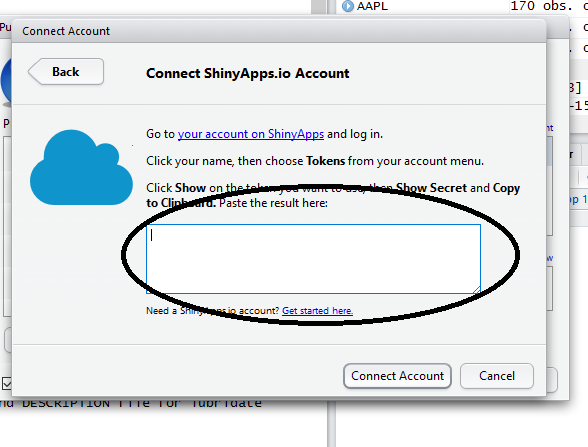 AAPL 170 obs. o
Connect Account
Back
Connect ShinyApps.io Account
Go to your account on ShinyApps and log in.
Click your name, then choose Tokens from your account menu.
Click Show on the token you want to use, then Show Secret and Copy
to Clipboard. Paste the result here:
Need a ShinyApps.io account? Get started here.
Connect Account
Cancel
nd DESCRIPTION file for lubridate